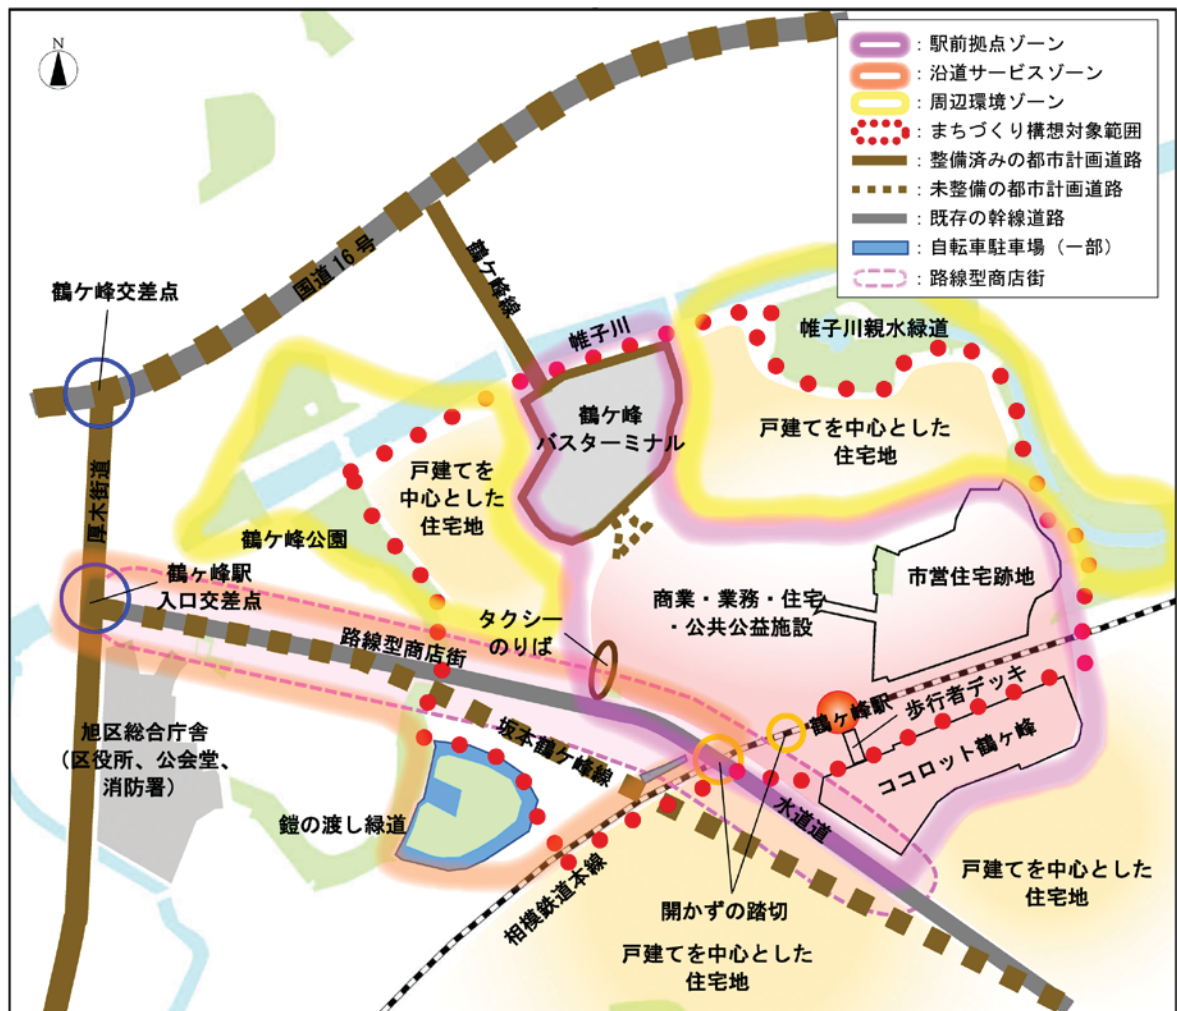 N
：駅前拠点ゾーン
：沿道サービスゾーン
：周辺環境ゾーン
：まちづくり構想対象範囲
：整備済みの都市計画道路
：未整備の都市計画道路
：既存の幹線道路
：自転車駐車場（一部）
：路線型商店街
国道16号
鶴ケ峰線
鶴ケ峰交差点
帷子川
帷子川親水緑道
鶴ケ峰
バスターミナル
戸建てを中心とした
住宅地
戸建てを
中心とした
住宅地
厚木街道
鶴ケ峰公園
鶴ヶ峰駅
入口交差点
市営住宅跡地
商業・業務・住宅
・公共公益施設
タクシー
のりば
路線型商店街
鶴ヶ峰駅
歩行者デッキ
ココロット鶴ヶ峰
坂本鶴ケ峰線
旭区総合庁舎
（区役所、公会堂、
消防署）
水道道
鎧の渡し緑道
相模鉄道本線
開かずの踏切
戸建てを中心とした
住宅地
戸建てを中心とした
住宅地